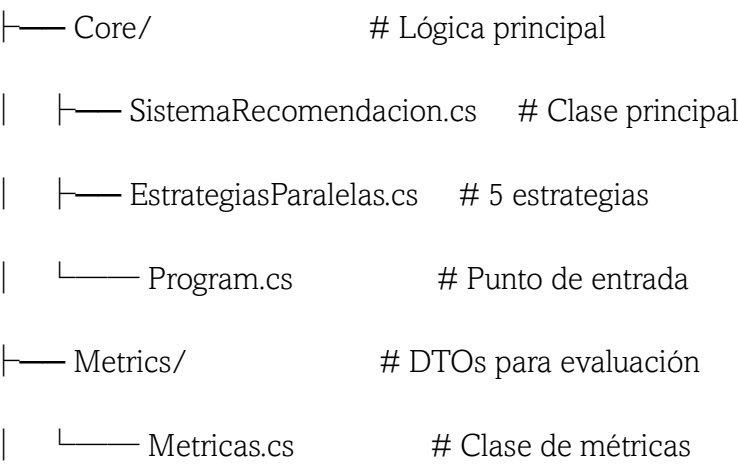 ├── Core/ # Lógica principal
│ ├── SistemaRecomendacion.cs # Clase principal
│ ├── EstrategiasParalelas.cs # 5 estrategias
│ └── Program.cs # Punto de entrada
├── Metrics/ # DTOs para evaluación
│ └── Metricas.cs # Clase de métricas